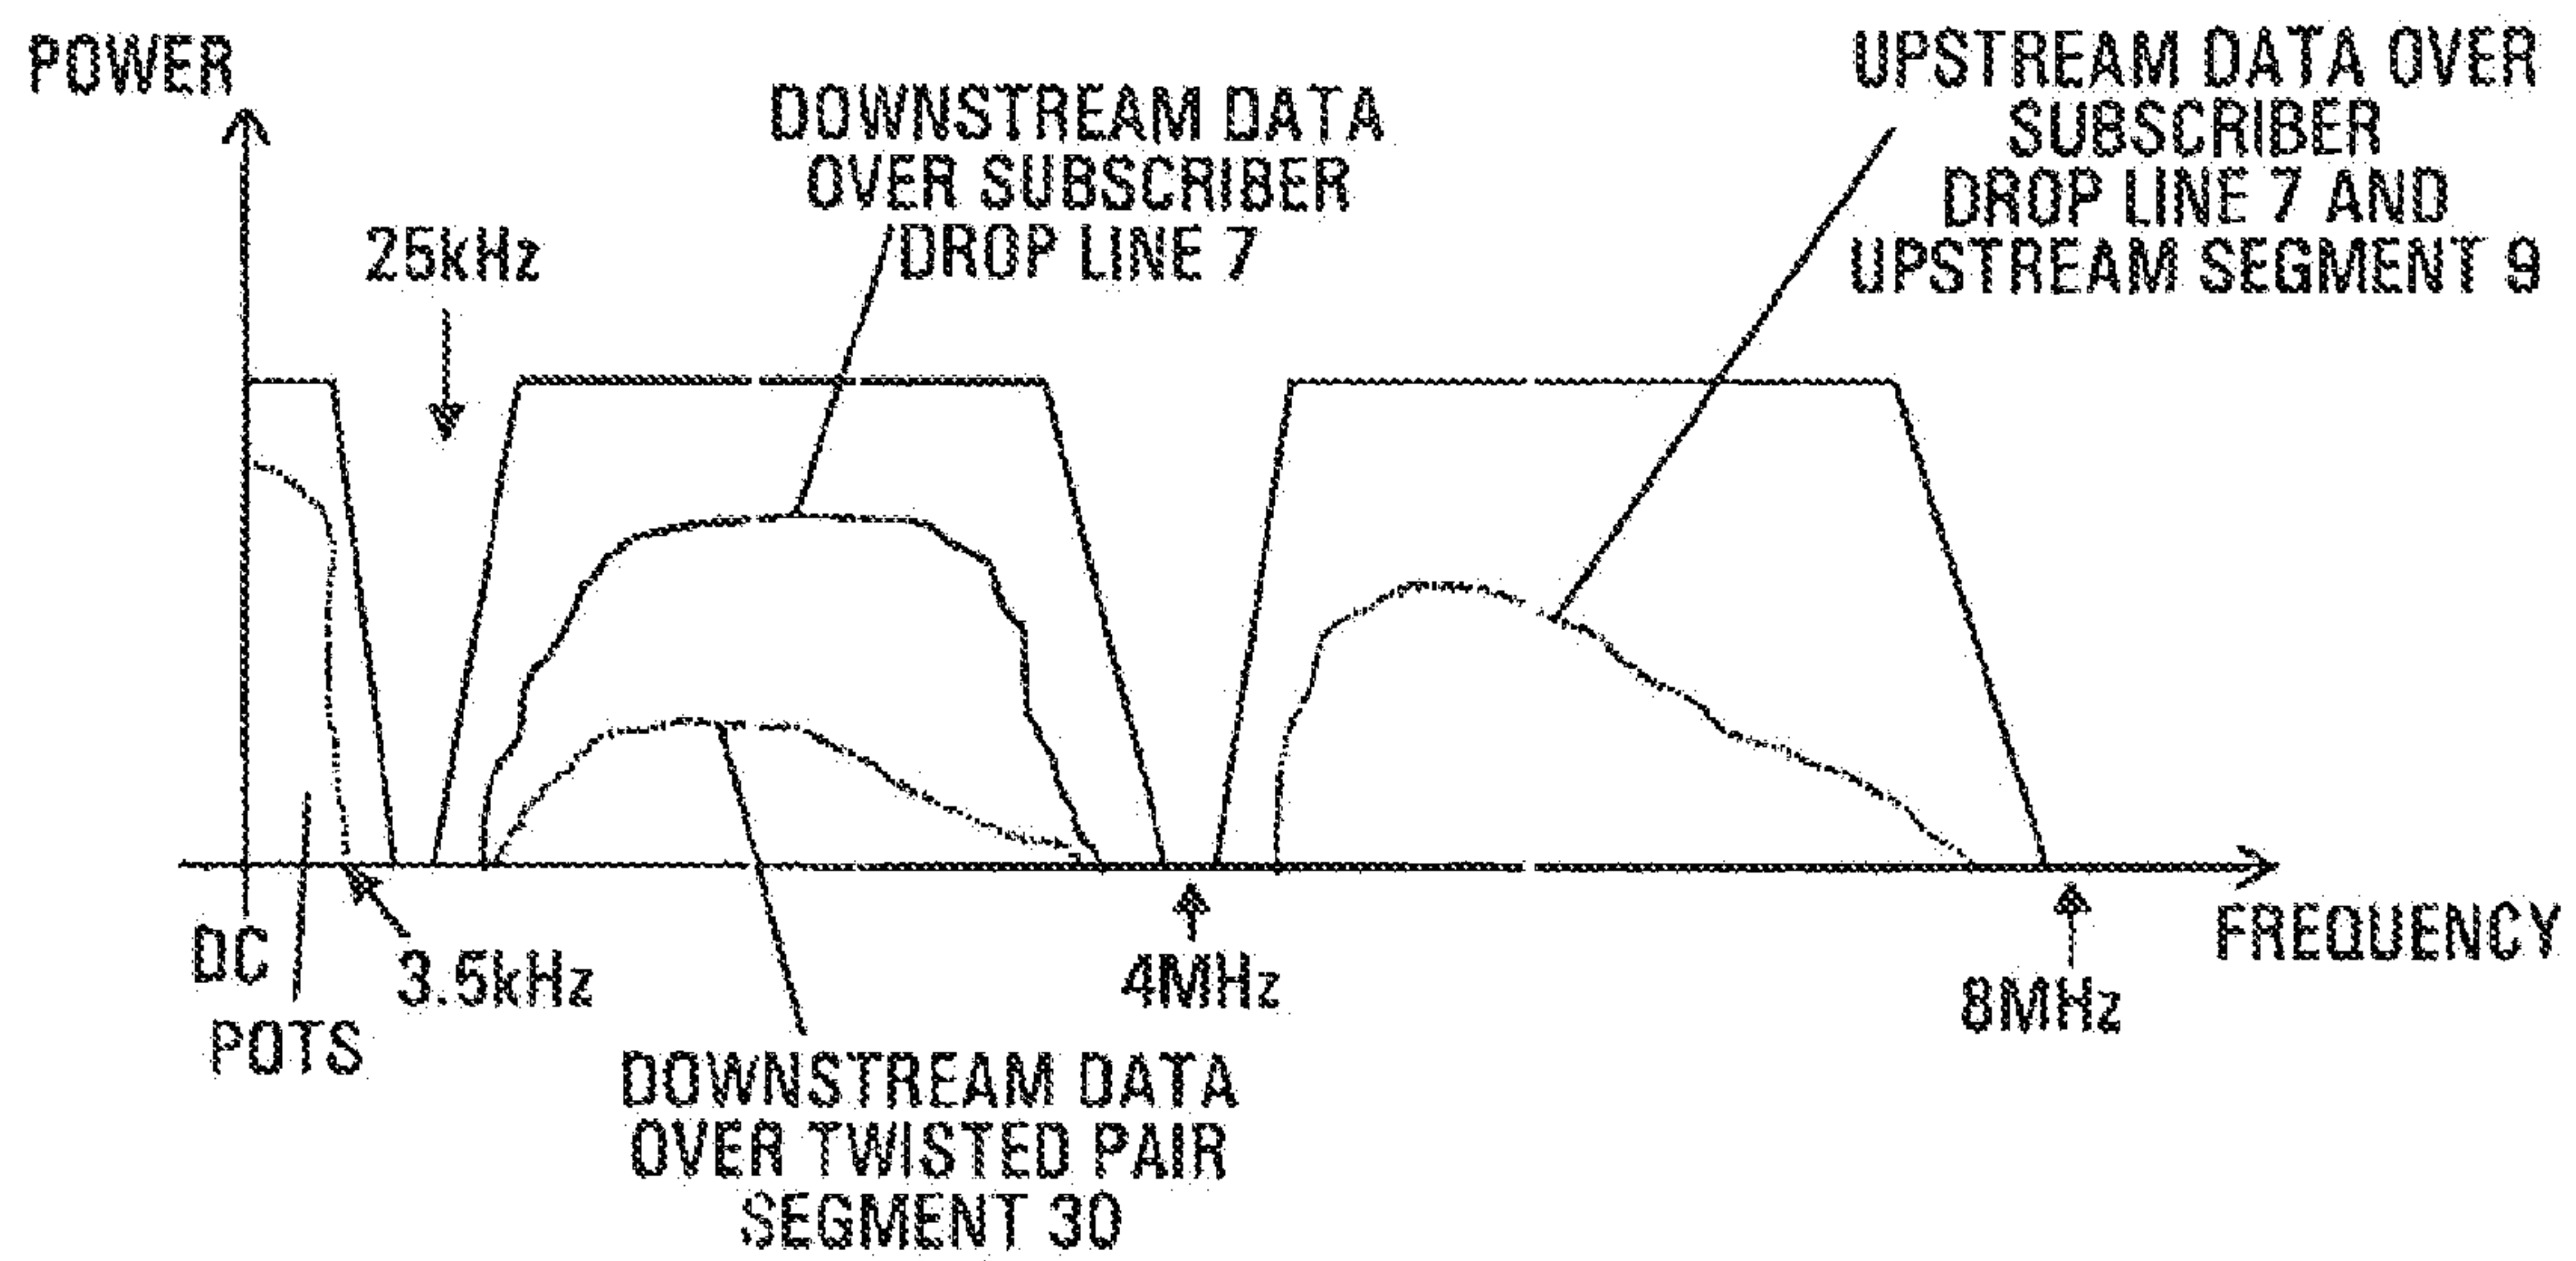 POWER
25kHz
DOWNSTREAM DATA
OVER SUBSCRIBER
DROP LINE 7
UPSTREAM DATA OVER
SUBSCRIBER
DROP LINE 7 AND
UPSTREAM SEGMENT 9
DC
POTS
3.5kHz
4MHz
8MHz
FREQUENCY
DOWNSTREAM DATA
OVER TWISTED PAIR
SEGMENT 30